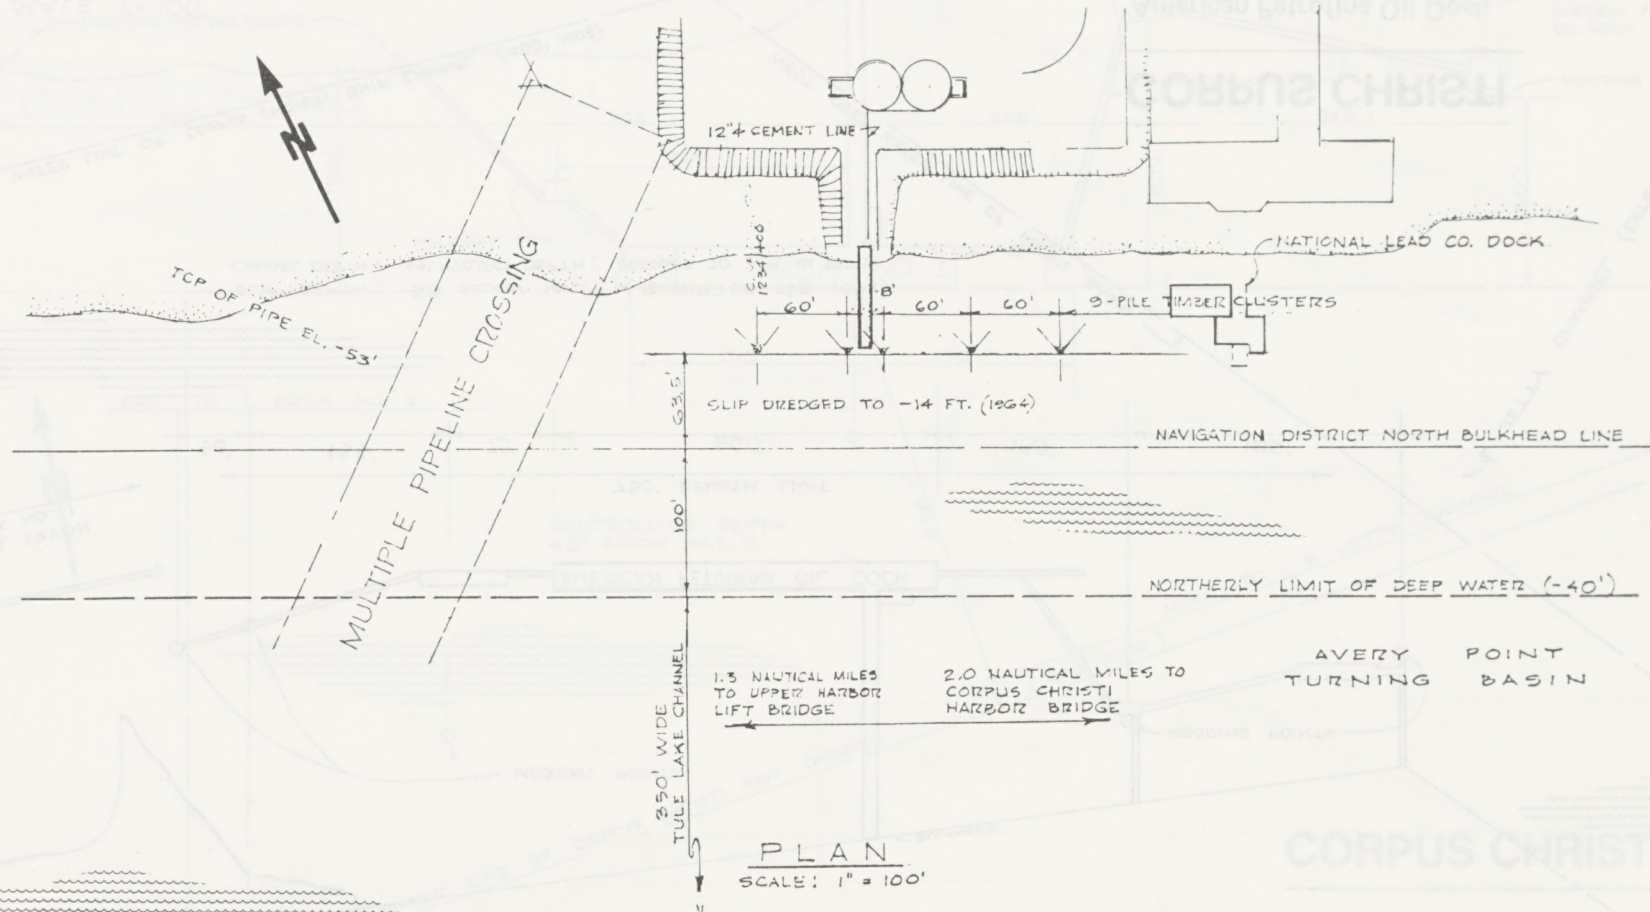 N
12"⌀ CEMENT LINE
NATIONAL LEAD CO. DOCK
TOP OF PIPE EL. -53'
MULTIPLE PIPELINE CROSSING
60'
8'
60'
60'
9-PILE TIMBER CLUSTERS
63.5'
SLIP DREDGED TO -14 FT. (1964)
NAVIGATION DISTRICT NORTH BULKHEAD LINE
100'
NORTHERLY LIMIT OF DEEP WATER (-40')
350' WIDE
TULE LAKE CHANNEL
1.3 NAUTICAL MILES
TO UPPER HARBOR
LIFT BRIDGE
2.0 NAUTICAL MILES TO
CORPUS CHRISTI
HARBOR BRIDGE
AVERY POINT
TURNING BASIN
PLAN
SCALE: 1" = 100'